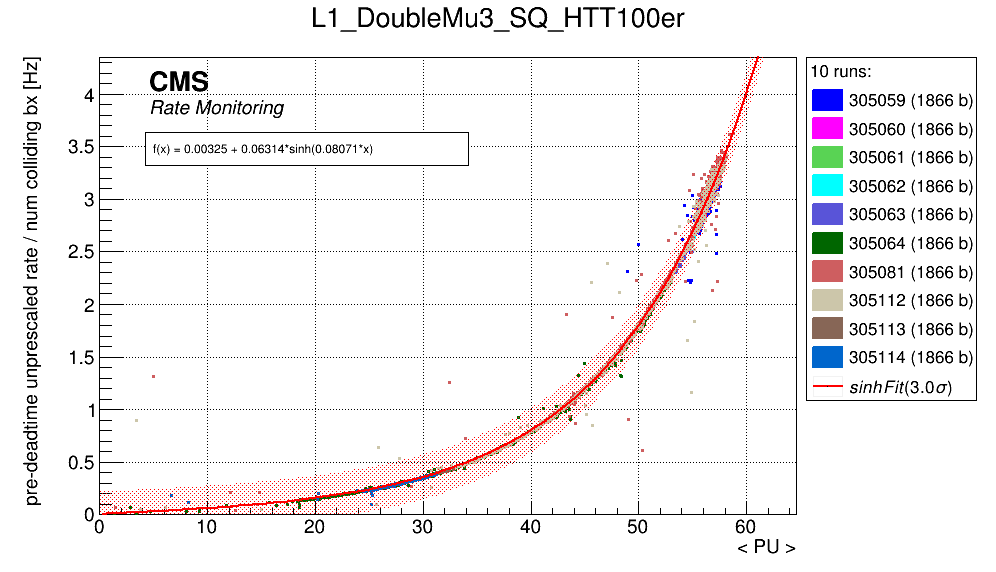 L1_DoubleMu3_SQ_HTT100er
pre-deadtime unprescaled rate / num colliding bx [Hz]
CMS
Rate Monitoring
f(x) = 0.00325 + 0.06314*sinh(0.08071*x)
4
3.5
3
2.5
2
1.5
1
0.5
0
0 10 20 30 40 50 60
< PU >
10 runs:
305059 (1866 b)
305060 (1866 b)
305061 (1866 b)
305062 (1866 b)
305063 (1866 b)
305064 (1866 b)
305081 (1866 b)
305112 (1866 b)
305113 (1866 b)
305114 (1866 b)
sinhFit(3.0σ)